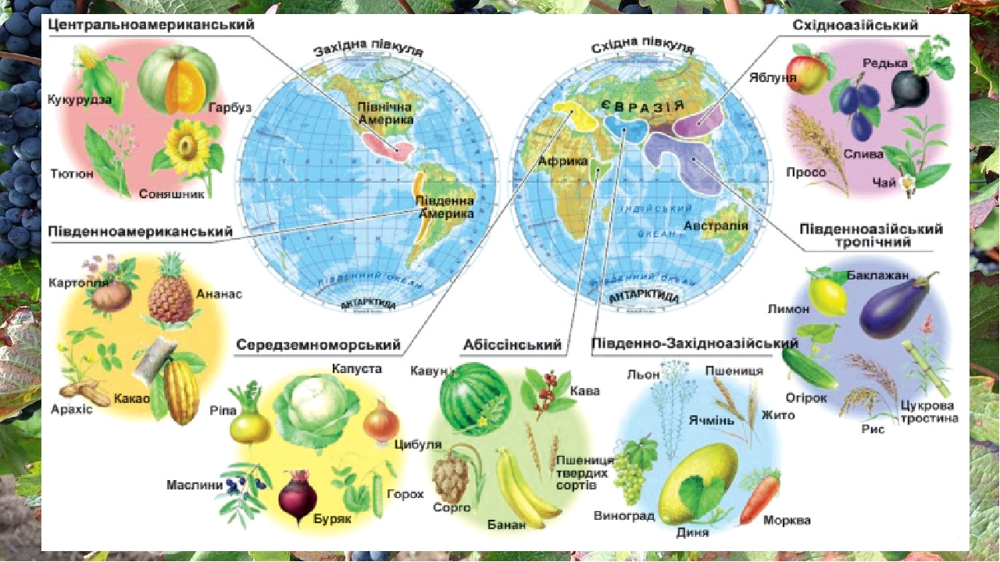 Центральноамериканський
Кукурудза
Гарбуз
Тютюн
Соняшник
Південноамериканський
Картопля
Ананас
Арахіс
Какао
Західна півкуля
Північна
Америка
Південна
Америка
ПІВДЕННИЙ ОКЕАН
АНТАРКТИДА
Східна півкуля
ЄВРАЗІЯ
Африка
ІНДІЙСЬКИЙ
ОКЕАН
Австралія
ПІВДЕННИЙ ОКЕАН
АНТАРКТИДА
Східноазійський
Яблуня
Редька
Просо
Слива
Чай
Південноазійський
тропічний
Баклажан
Лимон
Огірок
Рис
Цукрова
тростина
Середземноморський
Капуста
Ріпа
Цибуля
Маслини
Горох
Буряк
Абіссінський
Кавун
Кава
Пшениця
твердих
сортів
Сорго
Банан
Південно-Західноазійський
Льон
Пшениця
Ячмінь
Жито
Виноград
Диня
Морква